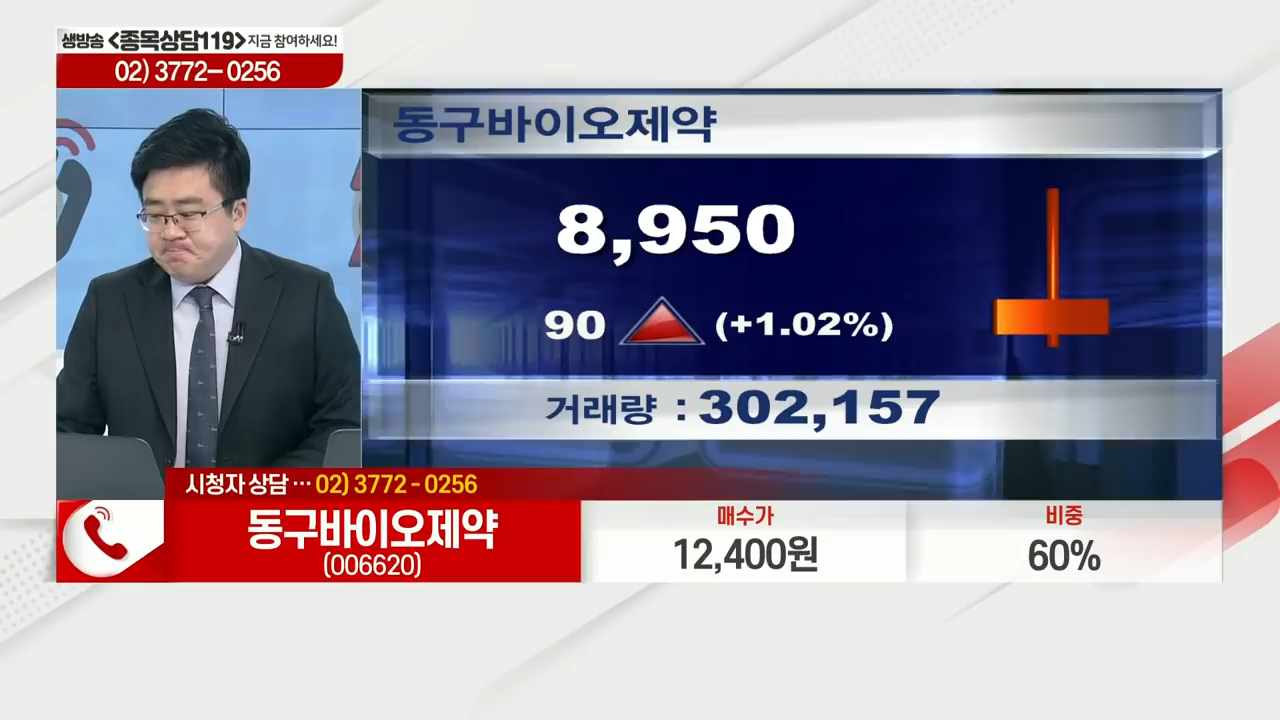 생방송 <종목상담119> 지금 참여하세요!
02) 3772-0256
동구바이오제약
8,950
90 (+1.02%)
거래량 : 302,157
시청자 상담 … 02) 3772 - 0256
동구바이오제약
(006620)
매수가
12,400원
비중
60%